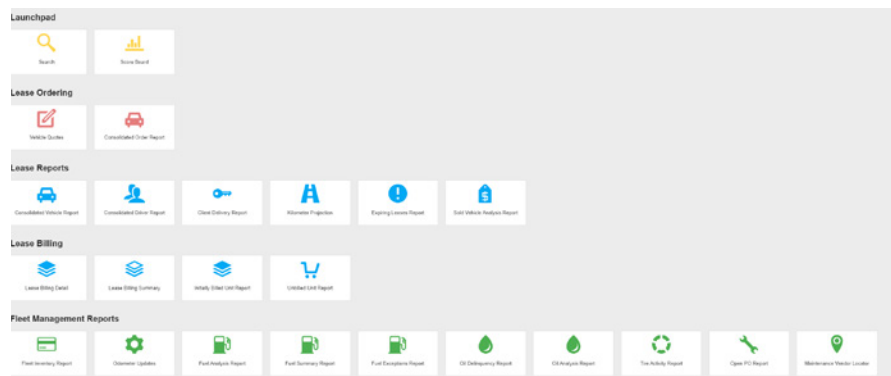 Launchpad
Search
Score Board
Lease Ordering
Vehicle Quotes
Consolidated Order Report
Lease Reports
Consolidated Vehicle Report
Consolidated Driver Report
Client Delivery Report
Kilometer Projection
Expiring Leases Report
Sold Vehicle Analysis Report
Lease Billing
Lease Billing Detail
Lease Billing Summary
Initially Billed Unit Report
Unbilled Unit Report
Fleet Management Reports
Fleet Inventory Report
Odometer Updates
Fuel Analysis Report
Fuel Summary Report
Fuel Exceptions Report
Oil Delinquency Report
Oil Analysis Report
Tire Activity Report
Open PO Report
Maintenance Vendor Locator